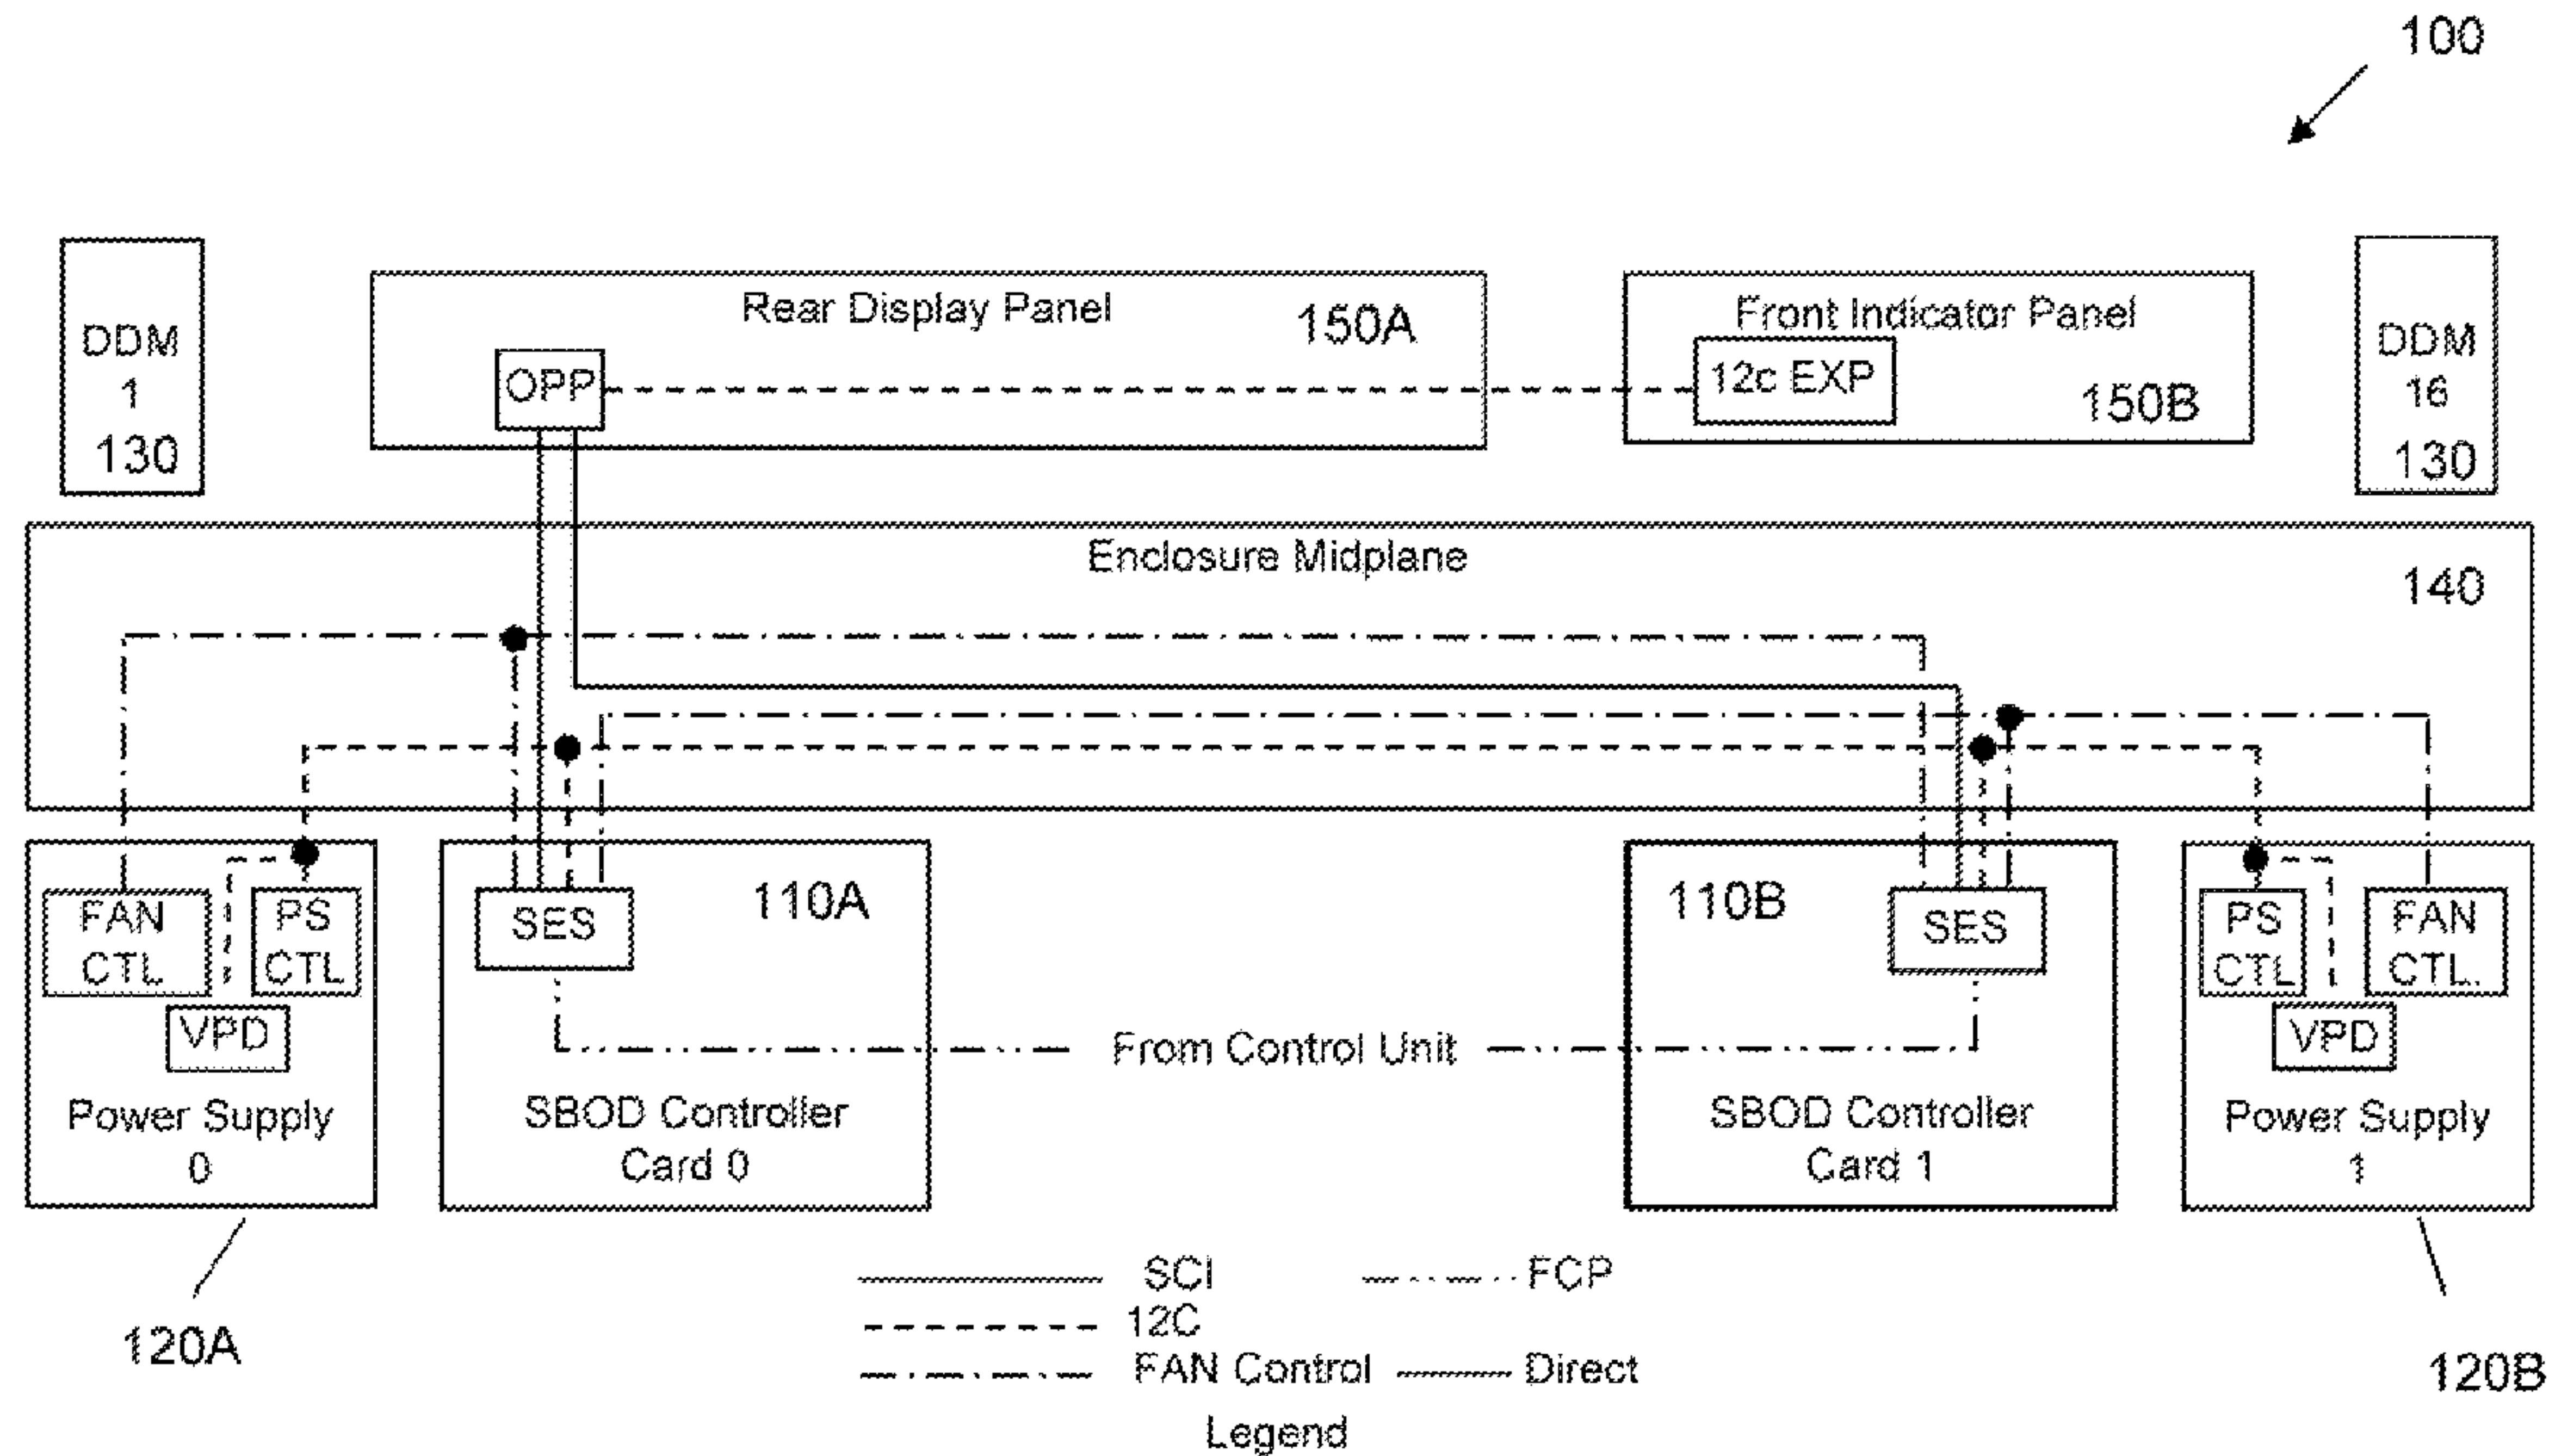 100
DDM
1
130
Rear Display Panel
150A
OPP
Front Indicator Panel
12c EXP
150B
DDM
16
130
Enclosure Midplane
140
FAN
CTL
PS
CTL
VPD
Power Supply
0
120A
SES
110A
SBOD Controller
Card 0
From Control Unit
110B
SES
SBOD Controller
Card 1
PS
CTL
FAN
CTL.
VPD
Power Supply
1
120B
SCI
FCP
12C
FAN Control
Direct
Legend